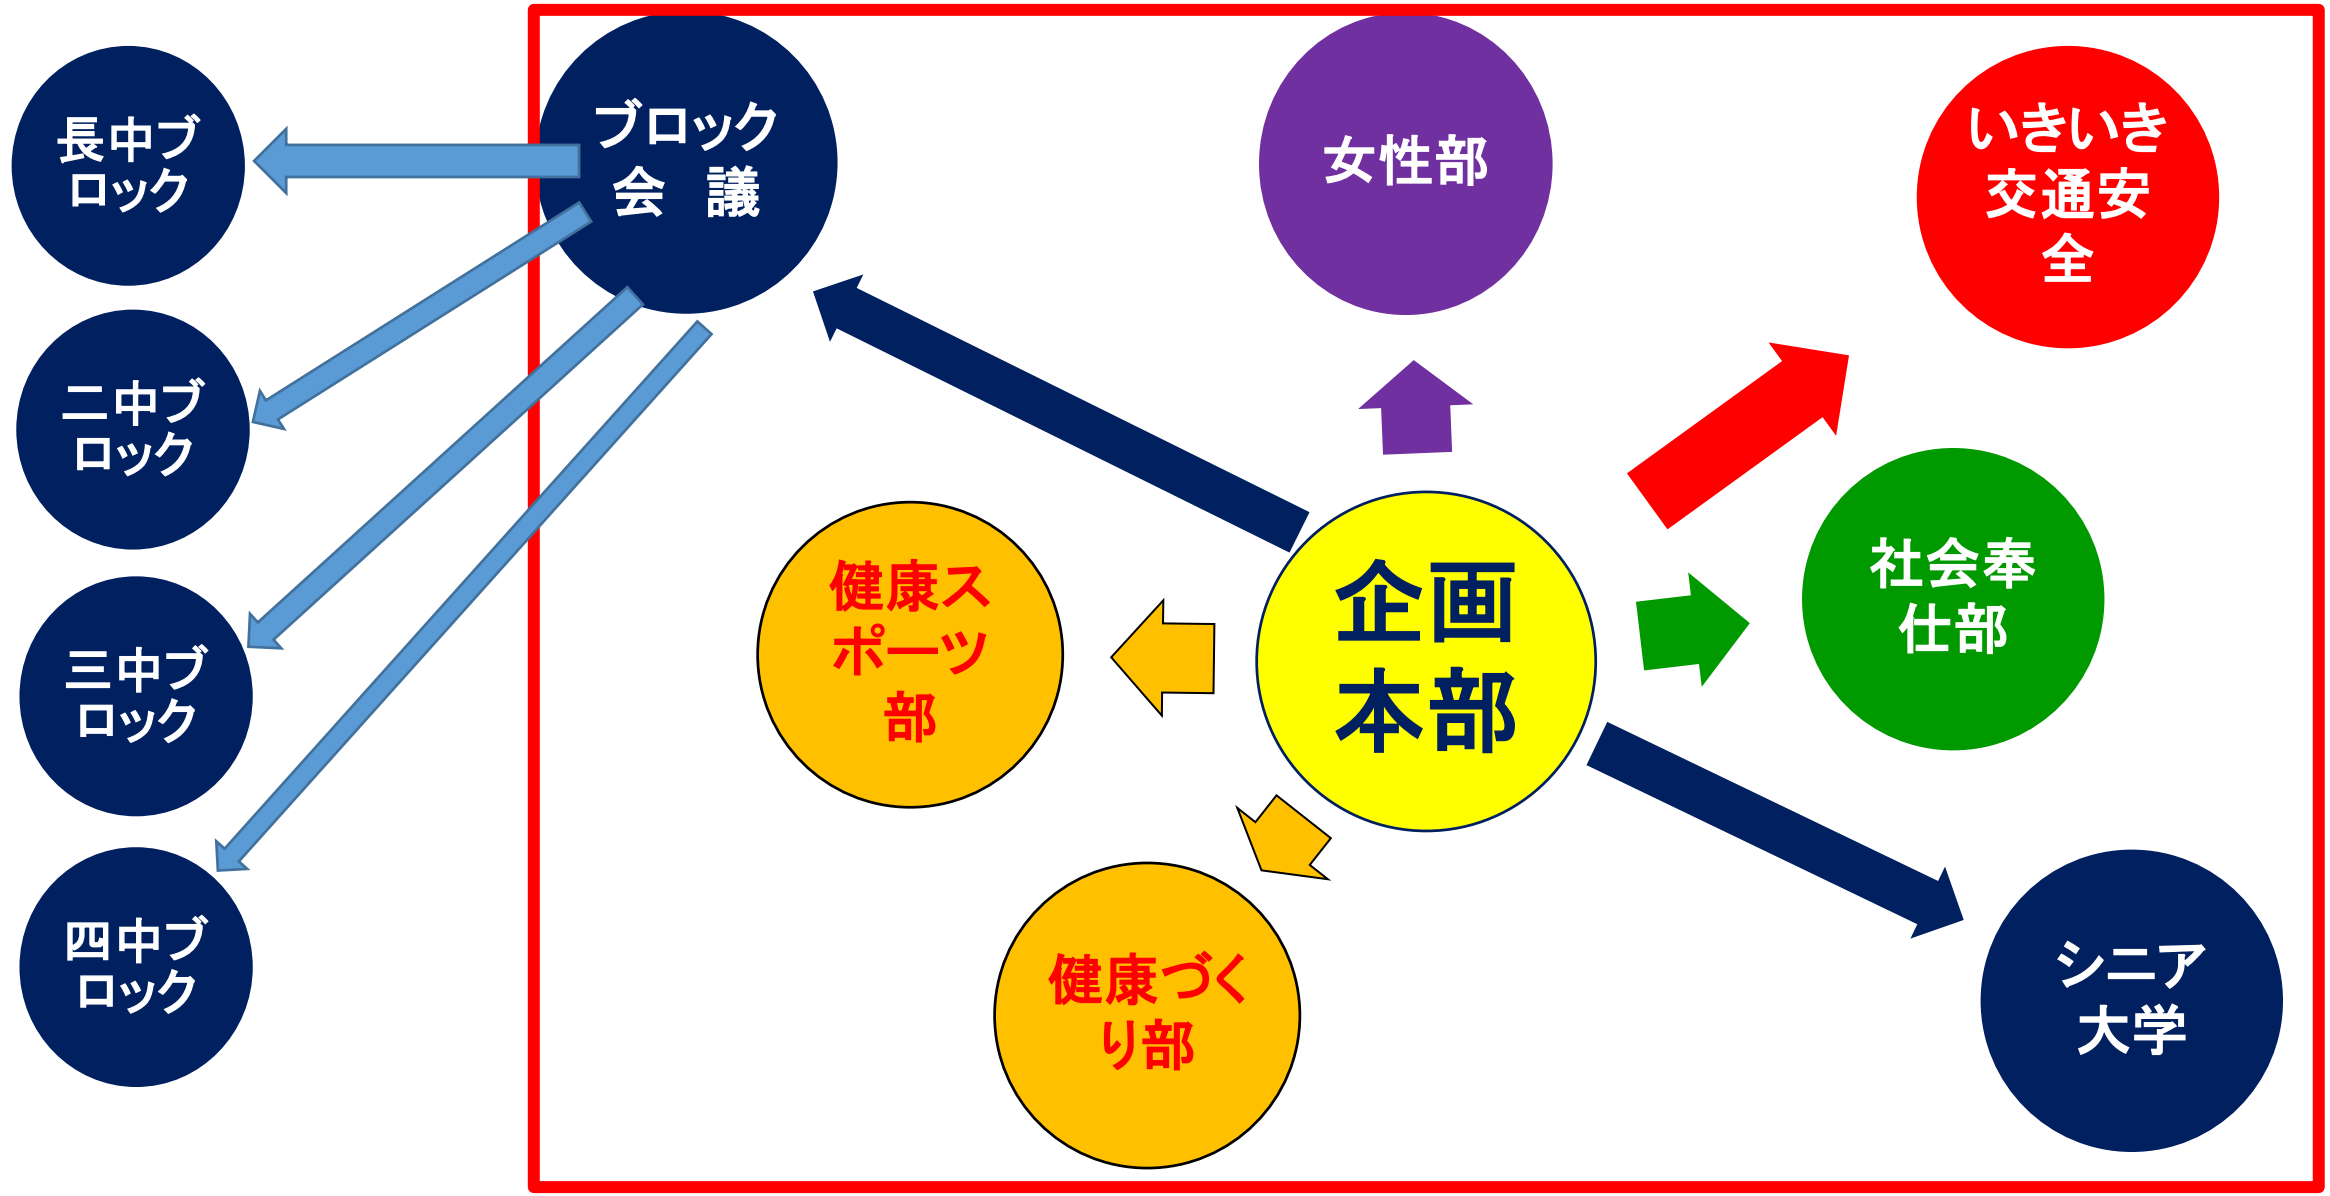 長中ブ
ロック
二中ブ
ロック
三中ブ
ロック
四中ブ
ロック
ブロック
会　議
女性部
いきいき
交通安
全
社会奉
仕部
企画
本部
健康ス
ポーツ
部
健康づく
り部
シニア
大学